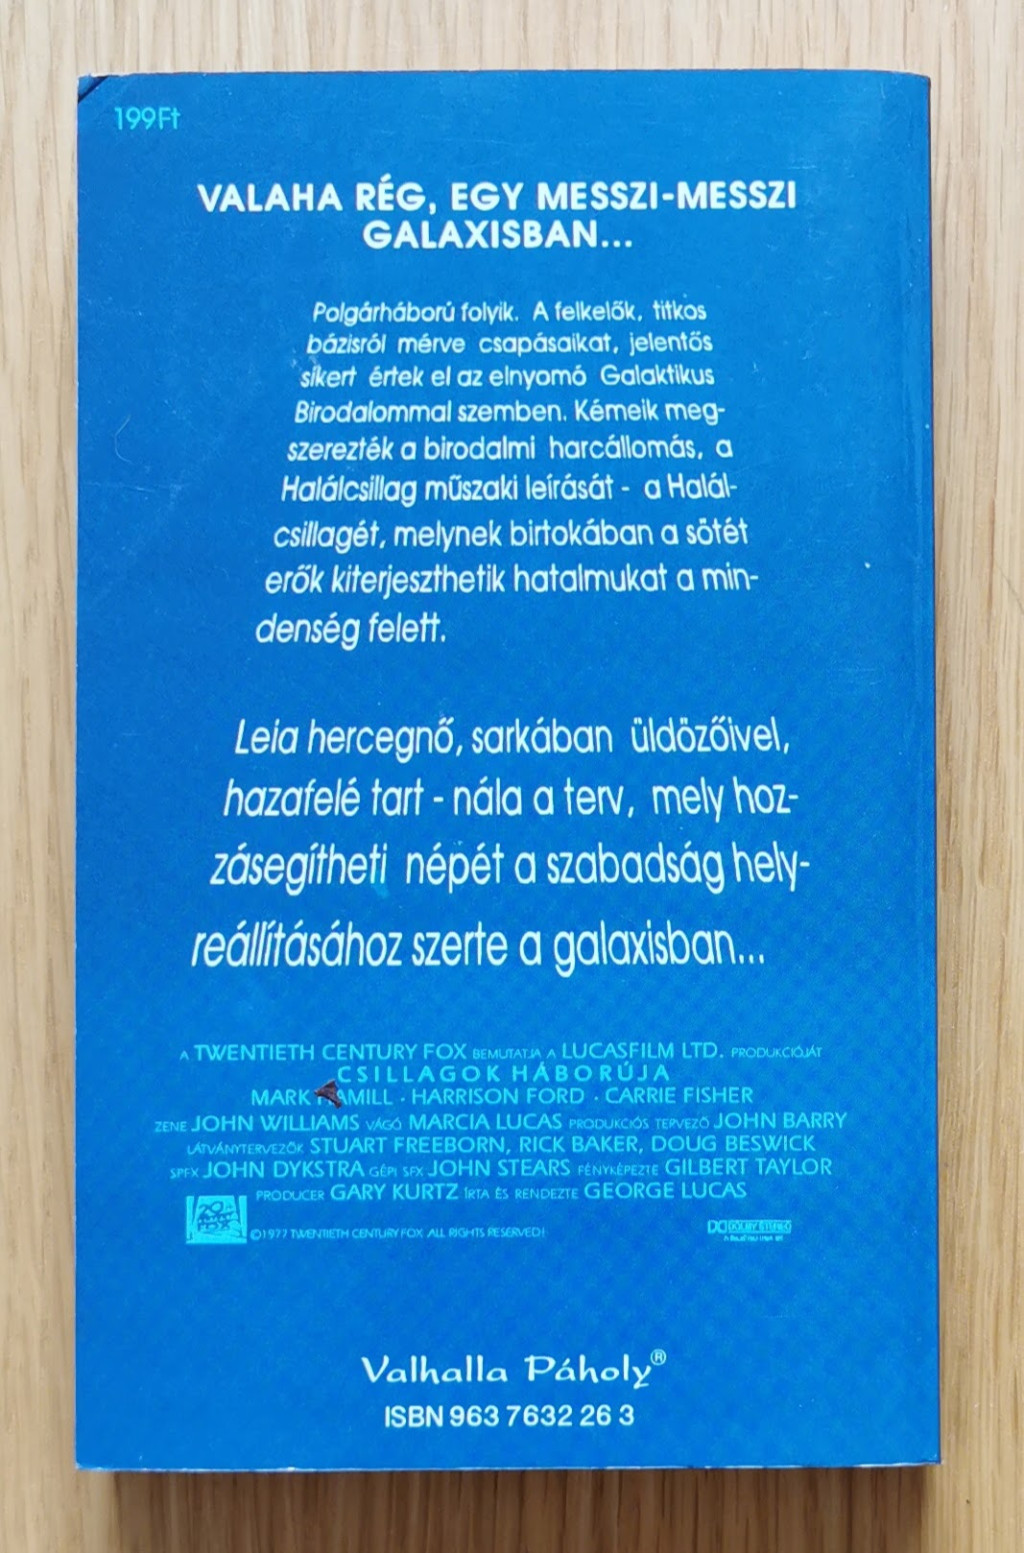 199Ft
VALAHA RÉG, EGY MESSZI-MESSZI
GALAXISBAN...
Polgárháború folyik. A felkelők, titkos
bázisról mérve csapásaikat, jelentős
sikert értek el az elnyomó Galaktikus
Birodalommal szemben. Kémeik meg-
szerezték a birodalmi harcállomás, a
Halálcsillag műszaki leírását - a Halál-
csillagét, melynek birtokában a sötét
erők kiterjeszthetik hatalmukat a min-
denség felett.
Leia hercegnő, sarkában üldözőivel,
hazafelé tart - nála a terv, mely hoz-
zásegítheti népét a szabadság hely-
reállításához szerte a galaxisban...
A TWENTIETH CENTURY FOX BEMUTATJA A LUCASFILM LTD. PRODUKCIÓJÁT
CSILLAGOK HÁBORÚJA
MARK HAMILL · HARRISON FORD · CARRIE FISHER
ZENE JOHN WILLIAMS VÁGÓ MARCIA LUCAS PRODUKCIÓS TERVEZŐ JOHN BARRY
LÁTVÁNYTERVEZŐK STUART FREEBORN, RICK BAKER, DOUG BESWICK
SPFX JOHN DYKSTRA GÉPI SFX JOHN STEARS FÉNYKÉPEZTE GILBERT TAYLOR
PRODUCER GARY KURTZ ÍRTA ÉS RENDEZTE GEORGE LUCAS
©1977 TWENTIETH CENTURY FOX ALL RIGHTS RESERVED!
DOLBY STEREO
Valhalla Páholy®
ISBN 963 7632 26 3